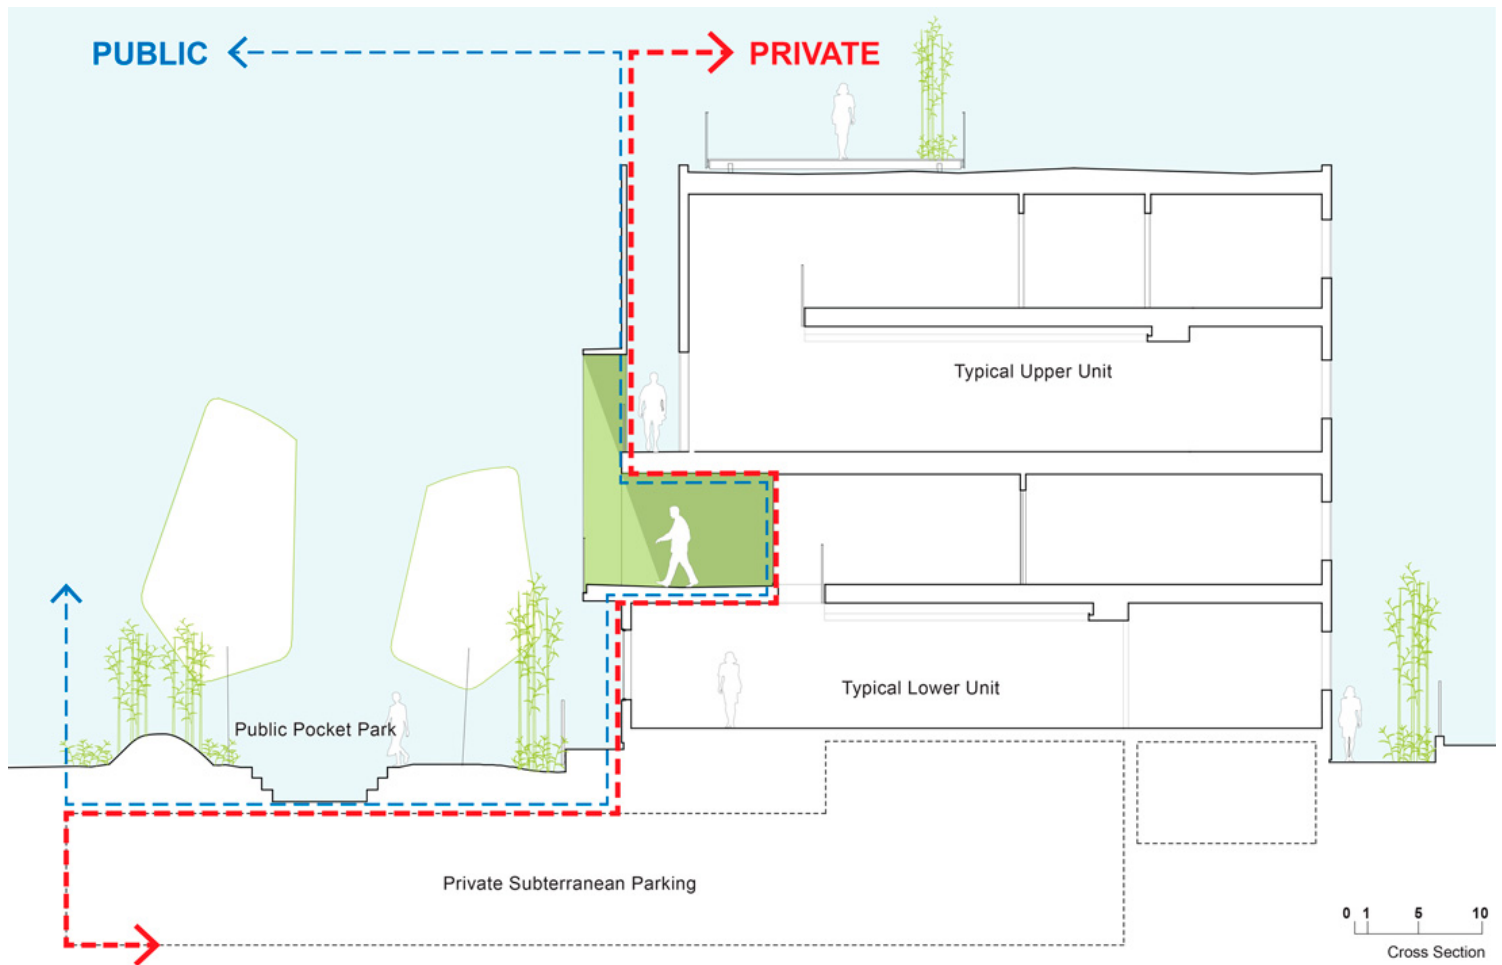 PUBLIC
PRIVATE
Typical Upper Unit
Typical Lower Unit
Public Pocket Park
Private Subterranean Parking
0 1 5 10
Cross Section